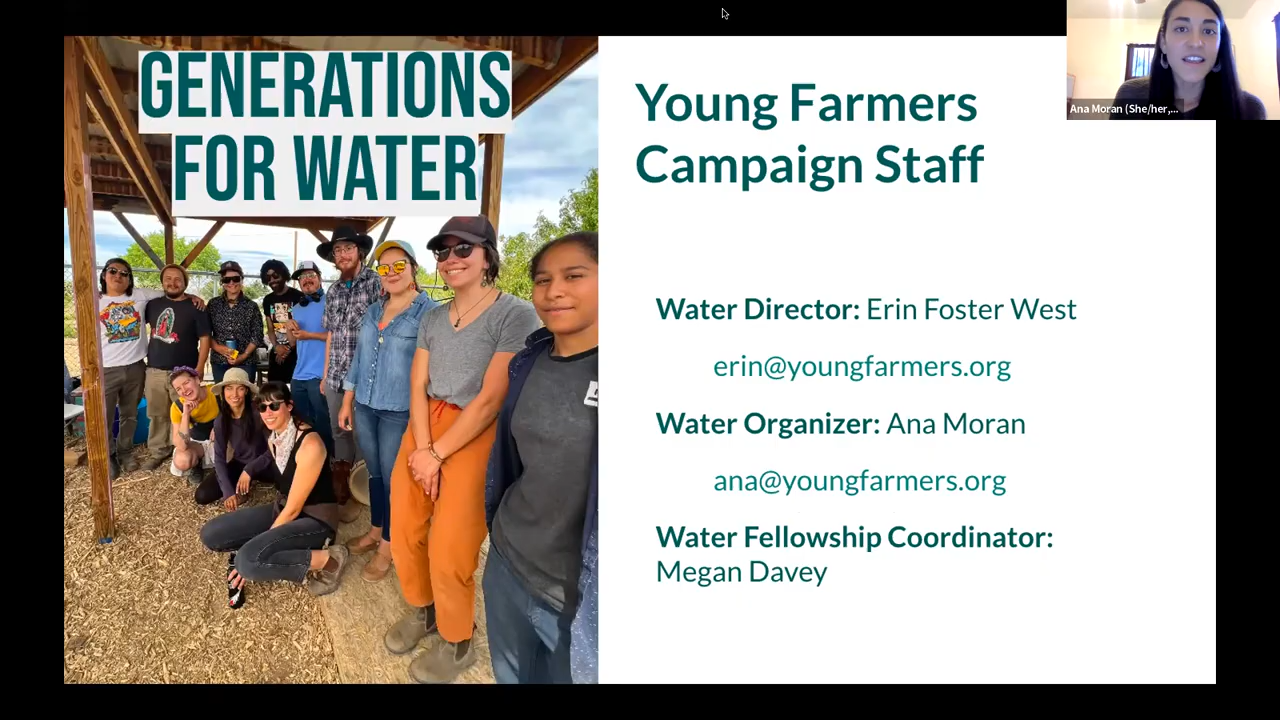 GENERATIONS
FOR WATER
Young Farmers
Campaign Staff
Water Director: Erin Foster West
erin@youngfarmers.org
Water Organizer: Ana Moran
ana@youngfarmers.org
Water Fellowship Coordinator:
Megan Davey
Ana Moran (She/her,...